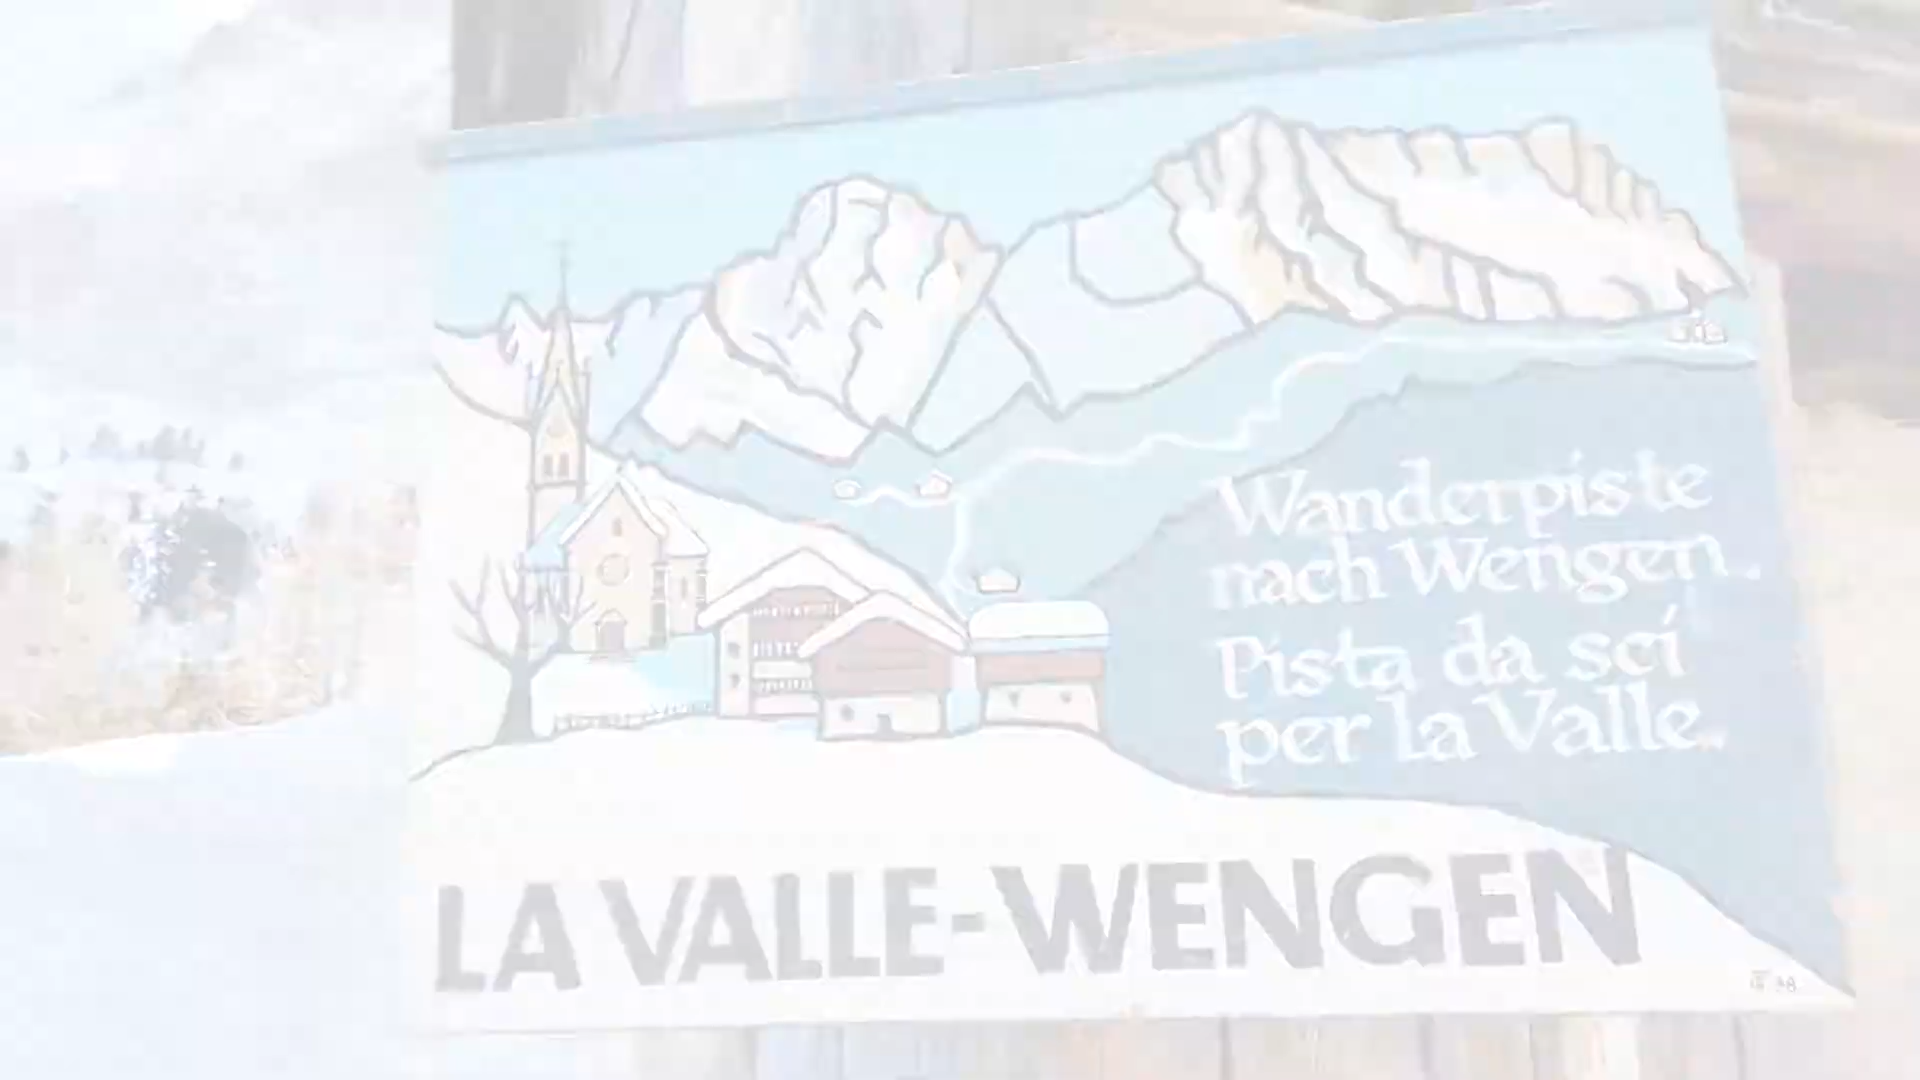 Wanderpiste
nach Wengen.
Pista da sci
per la Valle.
LA VALLE-WENGEN